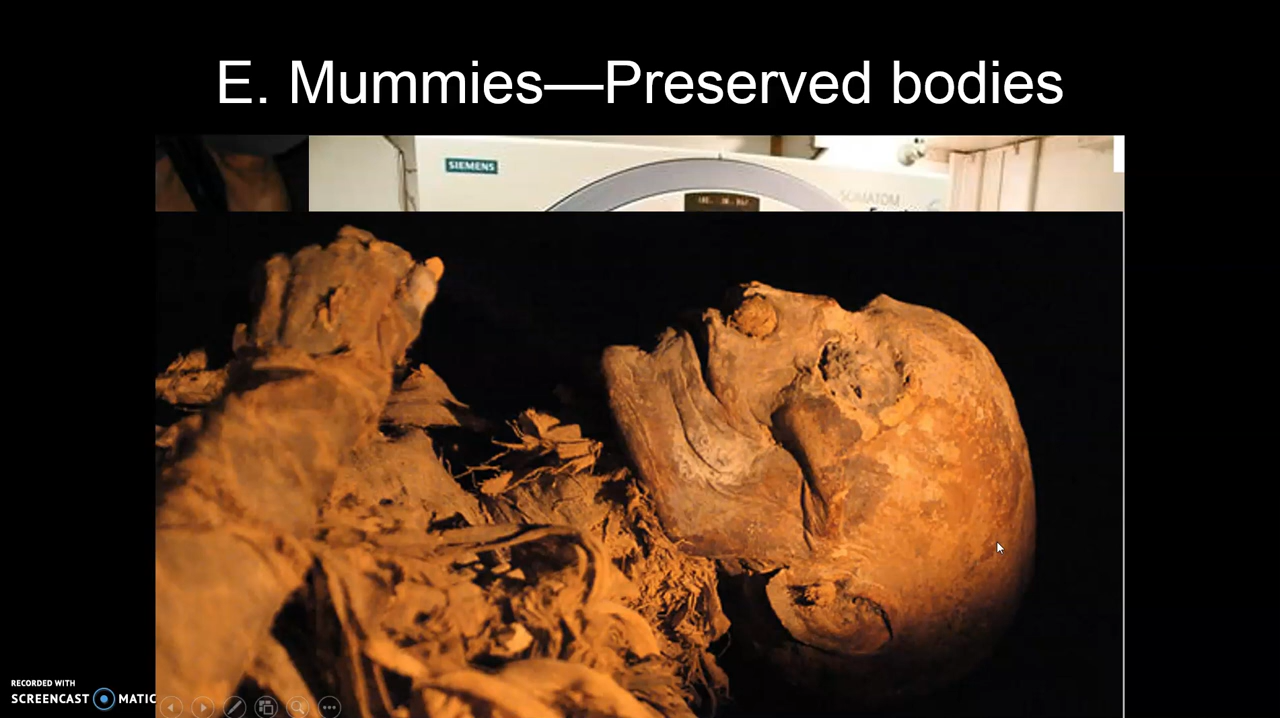 E. Mummies—Preserved bodies
SIEMENS
SOMATOM
RECORDED WITH
SCREENCAST MATIC